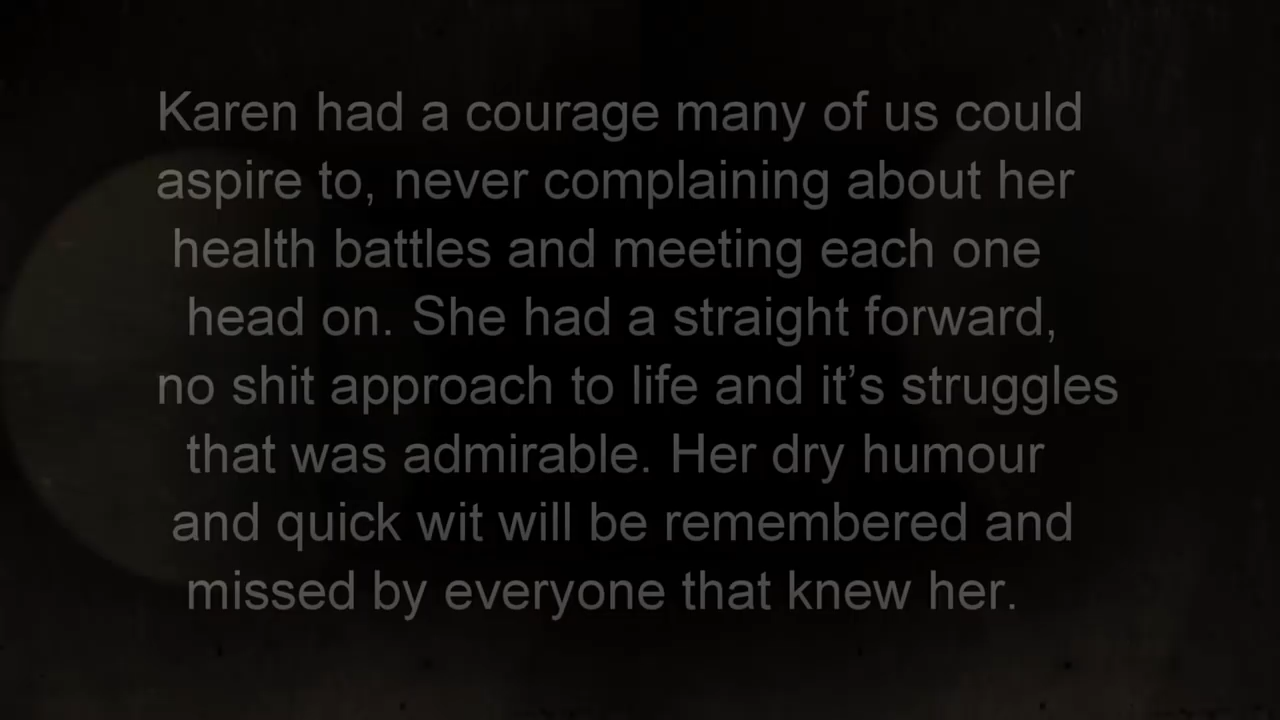 Karen had a courage many of us could
aspire to, never complaining about her
health battles and meeting each one
head on. She had a straight forward,
no shit approach to life and it’s struggles
that was admirable. Her dry humour
and quick wit will be remembered and
missed by everyone that knew her.